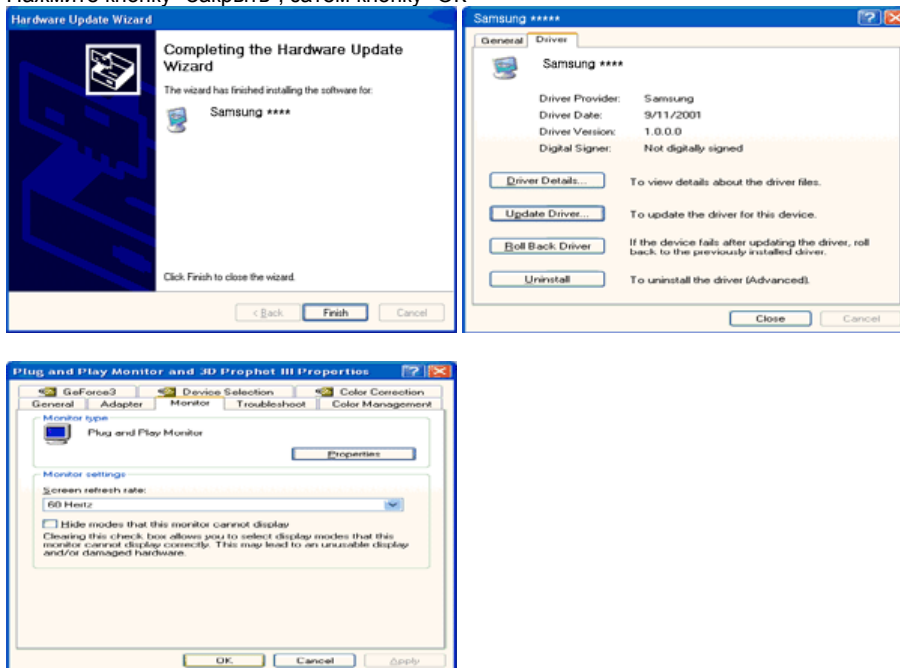 Нажмите кнопку "Закрыть", затем кнопку "OK"
Hardware Update Wizard
Completing the Hardware Update
Wizard
The wizard has finished installing the software for:
Samsung ****
Click Finish to close the wizard.
< Back
Finish
Cancel
Samsung *****
General
Driver
Samsung ****
Driver Provider: Samsung
Driver Date: 9/11/2001
Driver Version: 1.0.0.0
Digital Signer: Not digitally signed
Driver Details... To view details about the driver files.
Update Driver... To update the driver for this device.
Roll Back Driver If the device fails after updating the driver, roll
back to the previously installed driver.
Uninstall To uninstall the driver (Advanced).
Close
Cancel
Plug and Play Monitor and 3D Prophet III Properties
GeForce3
Device Selection
Color Correction
General
Adapter
Monitor
Troubleshoot
Color Management
Monitor type
Plug and Play Monitor
Properties
Monitor settings
Screen refresh rate:
60 Hertz
Hide modes that this monitor cannot display
Clearing this check box allows you to select display modes that this
monitor cannot display correctly. This may lead to an unusable display
and/or damaged hardware.
OK
Cancel
Apply